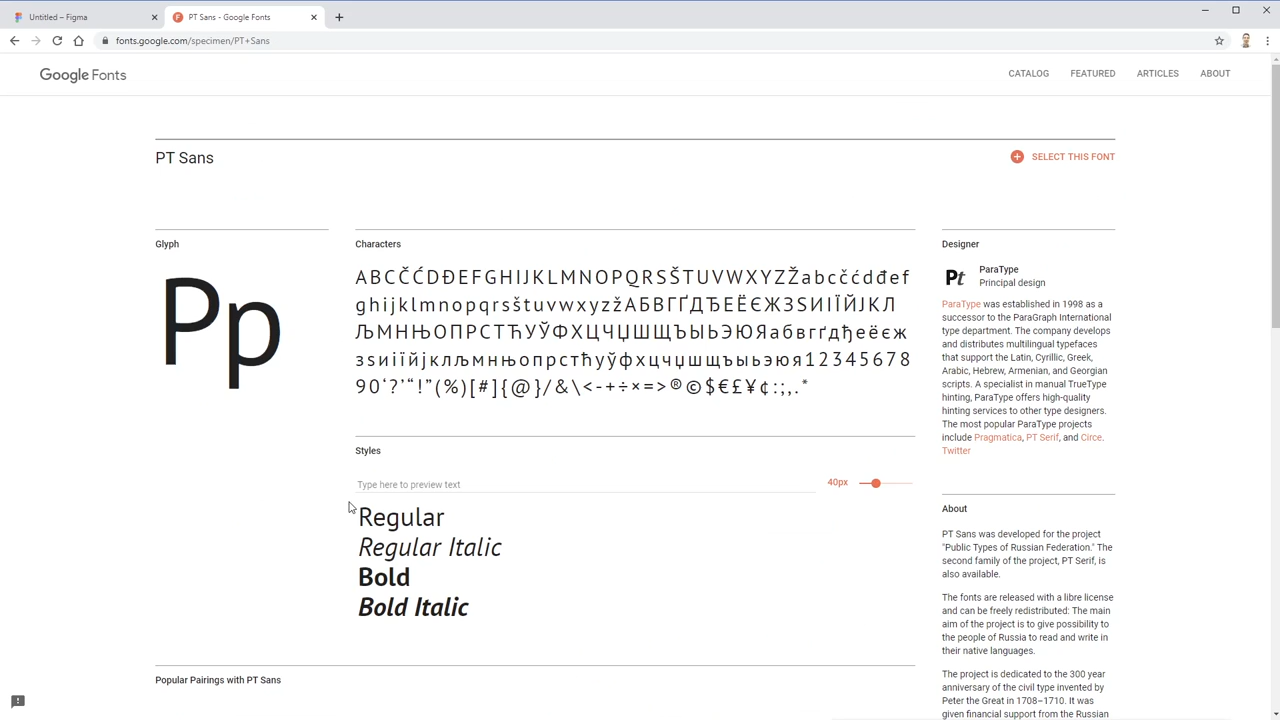 Untitled – Figma
PT Sans - Google Fonts
fonts.google.com/specimen/PT+Sans
Google Fonts
CATALOG
FEATURED
ARTICLES
ABOUT
PT Sans
SELECT THIS FONT
Glyph
Pp
Characters
ABCČĆDĐEFGHIJKLMNOPQRSŠTUVWXYZŽabcčćdđef
ghijklmnopqrsštuvwxyzžАБВГҐДЂЕЁЄЖЗЅИІЇЙЈКЛ
ЉМНЊОПРСТЋУЎФХЦЧЏШЩЪЫЬЭЮЯабвгґдђеёєж
зѕиіїйјклљмнњопрстћуўфхцчџшщъыьэюя12345678
90‘?’“!”(%)[#]{@}/&\<-+÷×=>®©$€£¥¢:;,.*
Styles
Type here to preview text
40px
Regular
Regular Italic
Bold
Bold Italic
Popular Pairings with PT Sans
Designer
Pt
ParaType
Principal design
ParaType was established in 1998 as a
successor to the ParaGraph International
type department. The company develops
and distributes multilingual typefaces
that support the Latin, Cyrillic, Greek,
Arabic, Hebrew, Armenian, and Georgian
scripts. A specialist in manual TrueType
hinting, ParaType offers high-quality
hinting services to other type designers.
The most popular ParaType projects
include Pragmatica, PT Serif, and Circe.
Twitter
About
PT Sans was developed for the project
"Public Types of Russian Federation." The
second family of the project, PT Serif, is
also available.
The fonts are released with a libre license
and can be freely redistributed: The main
aim of the project is to give possibility to
the people of Russia to read and write in
their native languages.
The project is dedicated to the 300 year
anniversary of the civil type invented by
Peter the Great in 1708–1710. It was
given financial support from the Russian